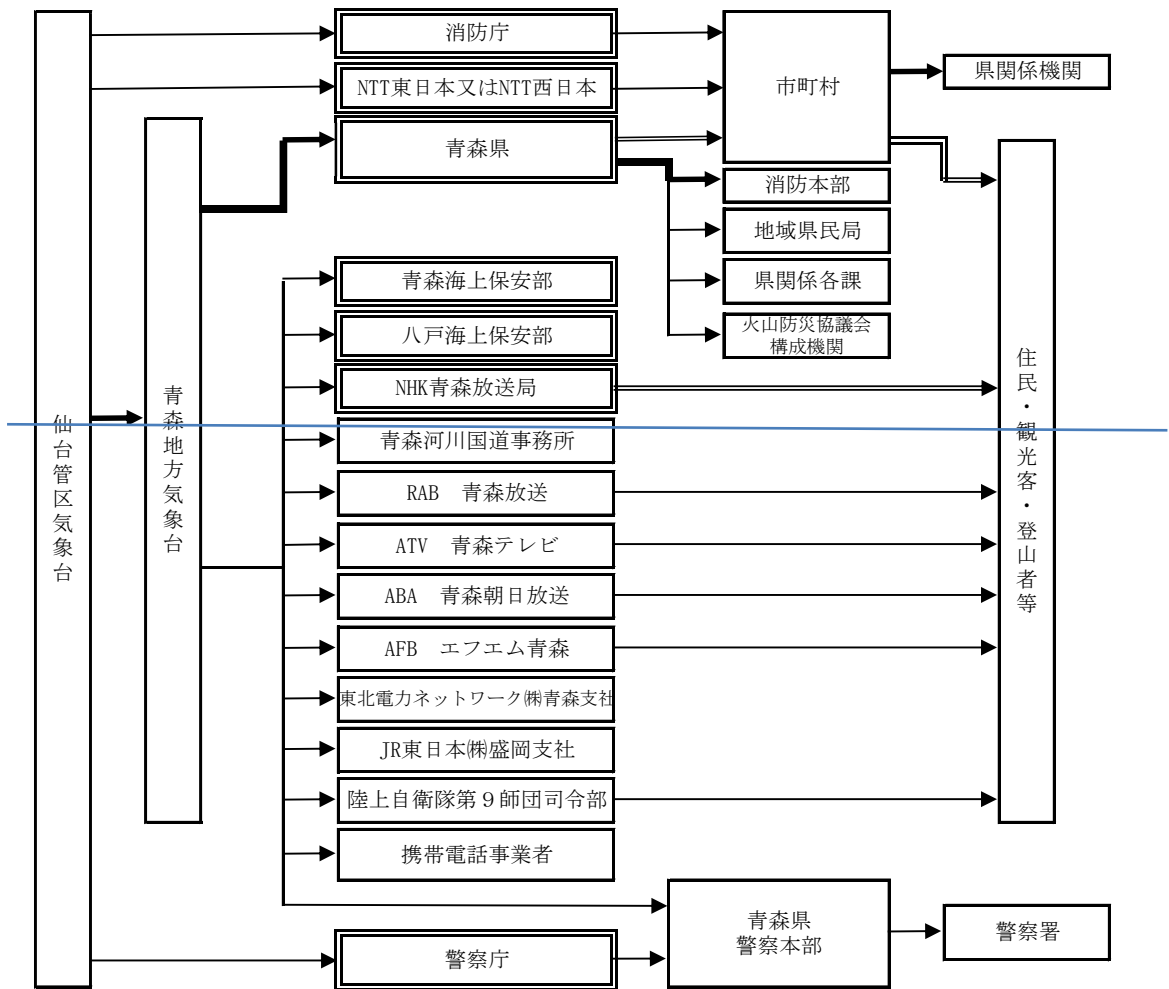 消防庁
NTT東日本又はNTT西日本
青森県
市町村
県関係機関
消防本部
地域県民局
県関係各課
火山防災協議会
構成機関
青森海上保安部
八戸海上保安部
NHK青森放送局
青森河川国道事務所
RAB 青森放送
ATV 青森テレビ
ABA 青森朝日放送
AFB エフエム青森
東北電力ネットワーク㈱青森支社
JR東日本㈱盛岡支社
陸上自衛隊第９師団司令部
携帯電話事業者
仙台管区気象台
青森地方気象台
住民・観光客・登山者等
青森県
警察本部
警察署
警察庁